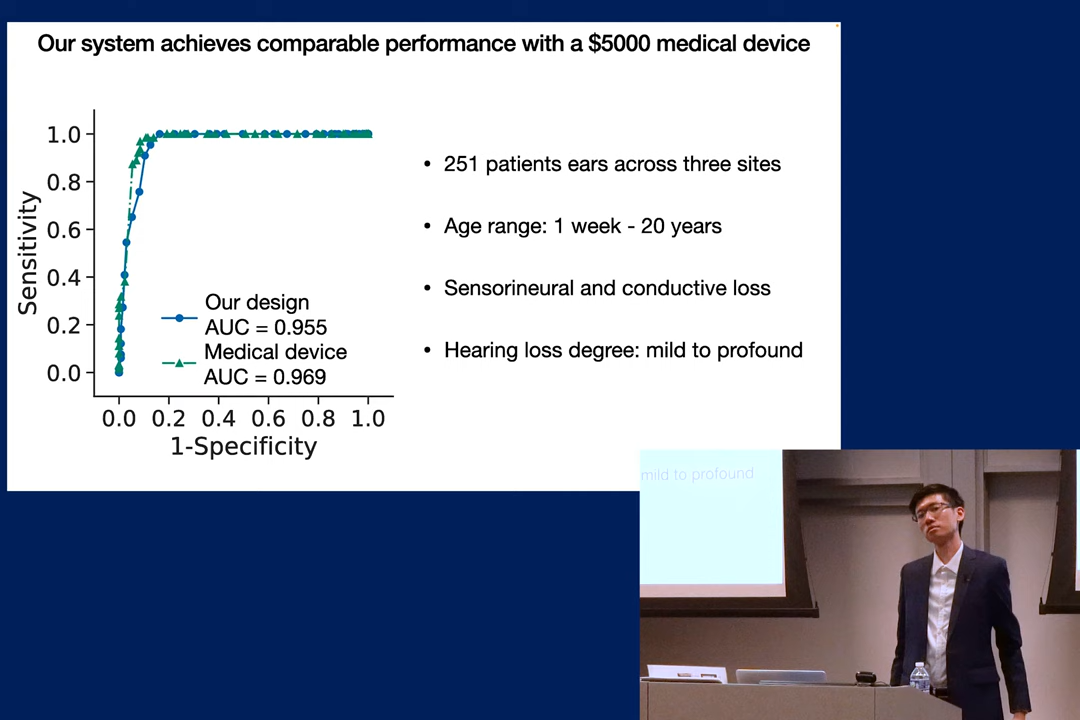 Our system achieves comparable performance with a $5000 medical device
1.0
0.8
0.6
0.4
0.2
0.0
Sensitivity
0.0 0.2 0.4 0.6 0.8 1.0
1-Specificity
Our design
AUC = 0.955
Medical device
AUC = 0.969
• 251 patients ears across three sites
• Age range: 1 week - 20 years
• Sensorineural and conductive loss
• Hearing loss degree: mild to profound
mild to profound